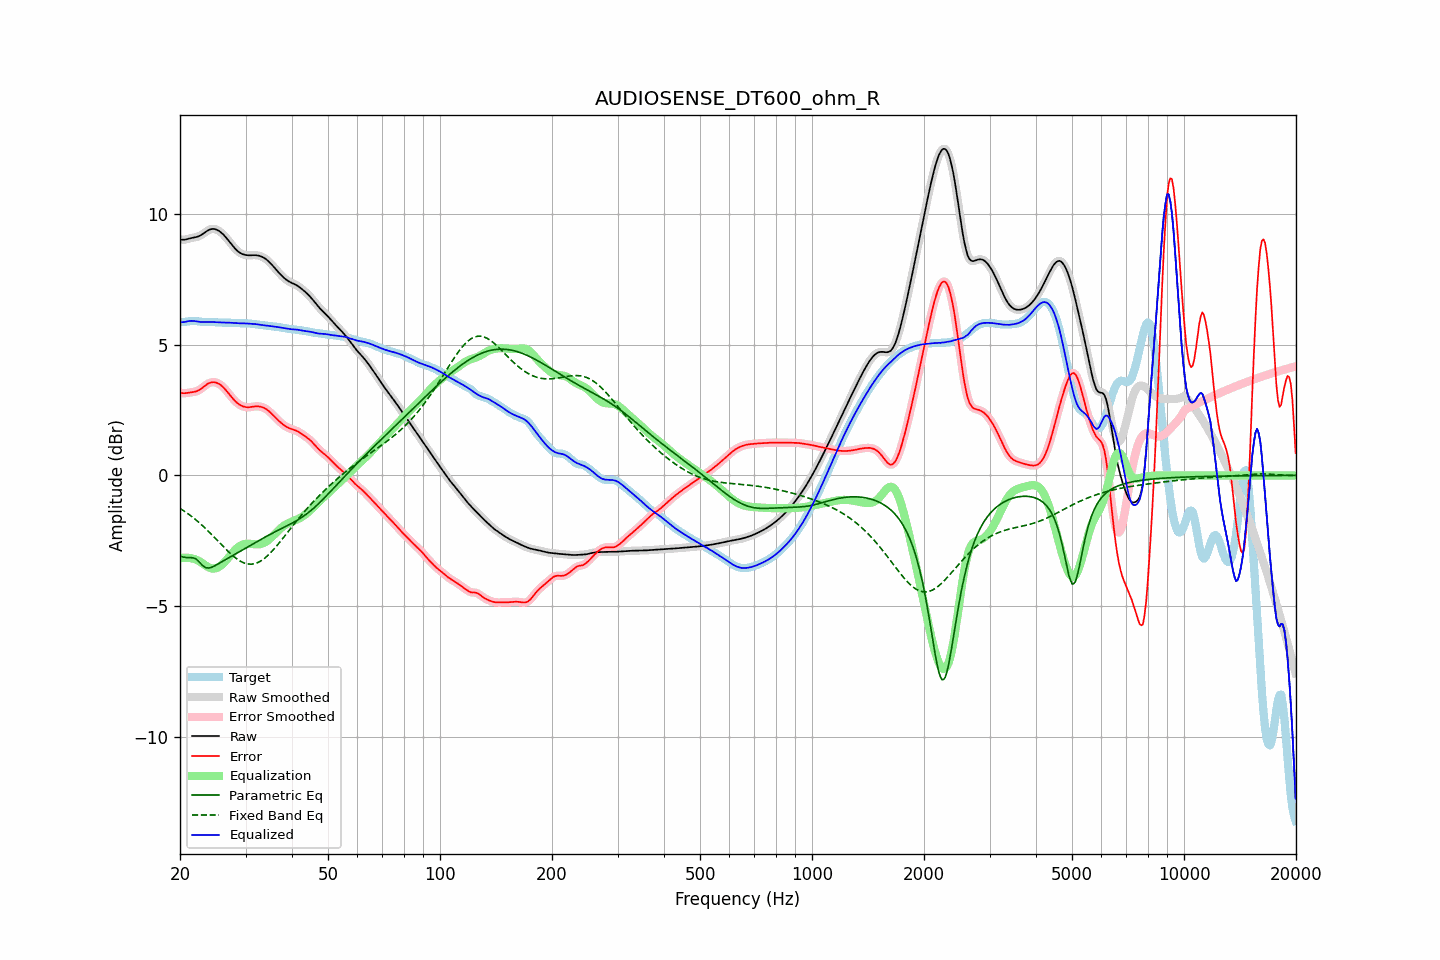 AUDIOSENSE_DT600_ohm_R
Amplitude (dBr)
10
5
0
−5
−10
Target
Raw Smoothed
Error Smoothed
Raw
Error
Equalization
Parametric Eq
Fixed Band Eq
Equalized
20 50 100 200 500 1000 2000 5000 10000 20000
Frequency (Hz)